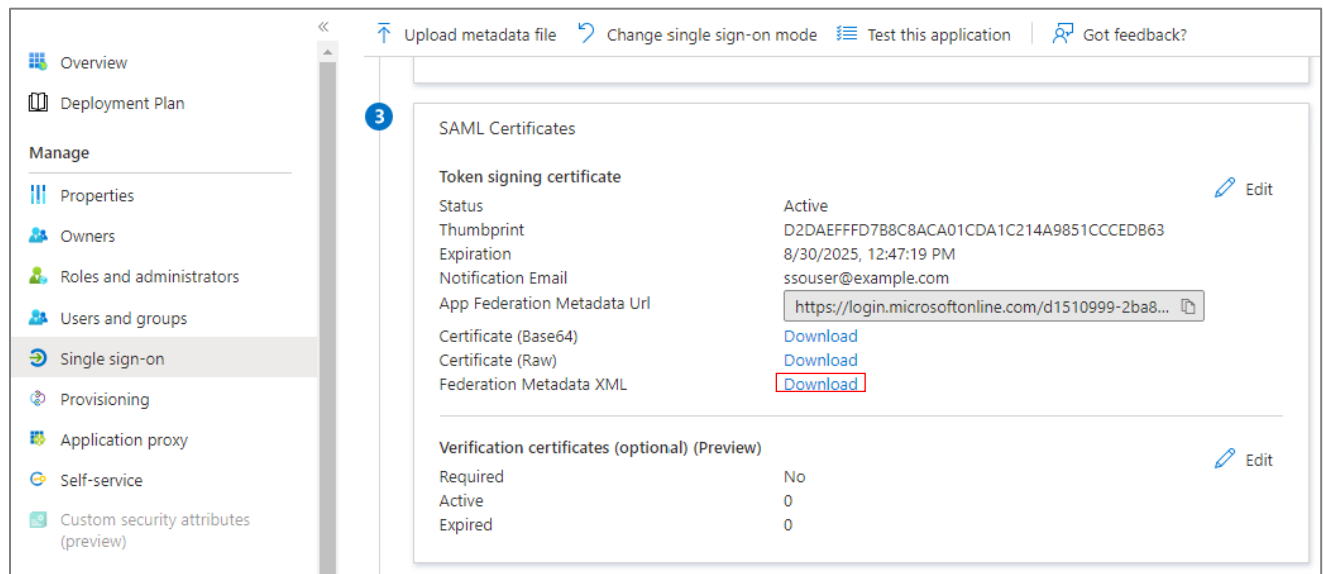 Upload metadata file Change single sign-on mode Test this application Got feedback?
Overview
Deployment Plan
Manage
Properties
Owners
Roles and administrators
Users and groups
Single sign-on
Provisioning
Application proxy
Self-service
Custom security attributes
(preview)
3
SAML Certificates
Token signing certificate
Edit
Status Active
Thumbprint D2DAEFFFD7B8C8ACA01CDA1C214A9851CCCEDB63
Expiration 8/30/2025, 12:47:19 PM
Notification Email ssouser@example.com
App Federation Metadata Url https://login.microsoftonline.com/d1510999-2ba8...
Certificate (Base64) Download
Certificate (Raw) Download
Federation Metadata XML Download
Verification certificates (optional) (Preview)
Edit
Required No
Active 0
Expired 0